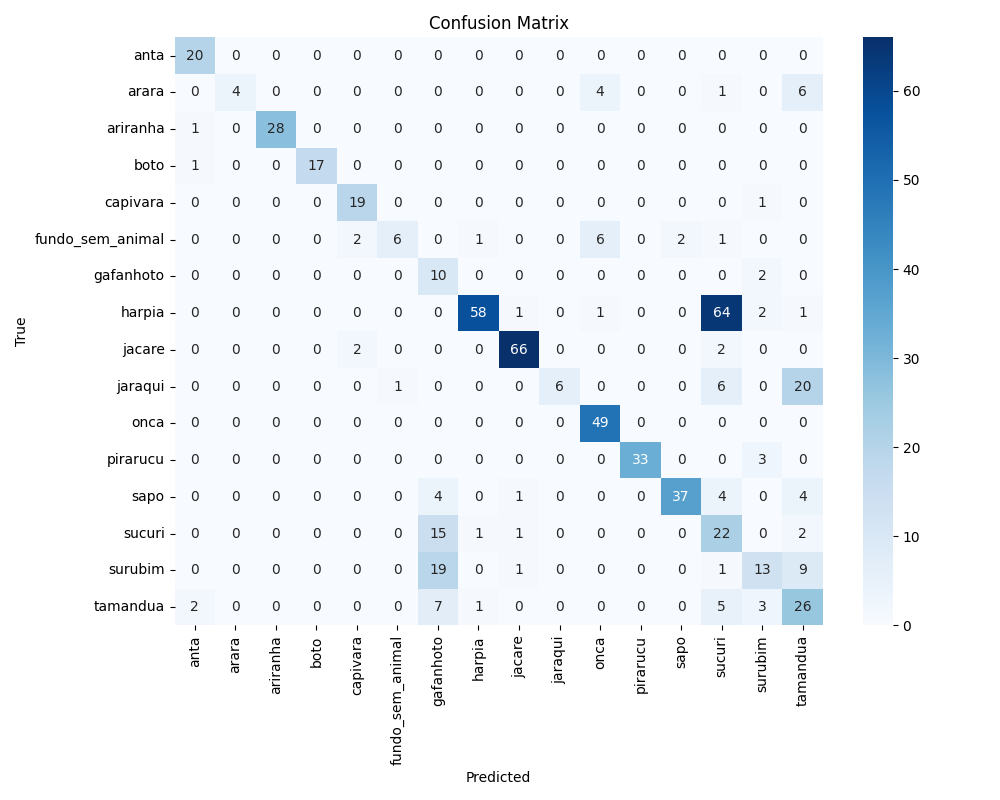 Confusion Matrix
True
anta 20 0 0 0 0 0 0 0 0 0 0 0 0 0 0 0
arara 0 4 0 0 0 0 0 0 0 0 4 0 0 1 0 6
ariranha 1 0 28 0 0 0 0 0 0 0 0 0 0 0 0 0
boto 1 0 0 17 0 0 0 0 0 0 0 0 0 0 0 0
capivara 0 0 0 0 19 0 0 0 0 0 0 0 0 0 1 0
fundo_sem_animal 0 0 0 0 2 6 0 1 0 0 6 0 2 1 0 0
gafanhoto 0 0 0 0 0 0 10 0 0 0 0 0 0 0 2 0
harpia 0 0 0 0 0 0 0 58 1 0 1 0 0 64 2 1
jacare 0 0 0 0 2 0 0 0 66 0 0 0 0 2 0 0
jaraqui 0 0 0 0 0 1 0 0 0 6 0 0 0 6 0 20
onca 0 0 0 0 0 0 0 0 0 0 49 0 0 0 0 0
pirarucu 0 0 0 0 0 0 0 0 0 0 0 33 0 0 3 0
sapo 0 0 0 0 0 0 4 0 1 0 0 0 37 4 0 4
sucuri 0 0 0 0 0 0 15 1 1 0 0 0 0 22 0 2
surubim 0 0 0 0 0 0 19 0 1 0 0 0 0 1 13 9
tamandua 2 0 0 0 0 0 7 1 0 0 0 0 0 5 3 26
anta arara ariranha boto capivara fundo_sem_animal gafanhoto harpia jacare jaraqui onca pirarucu sapo sucuri surubim tamandua
Predicted
60
50
40
30
20
10
0